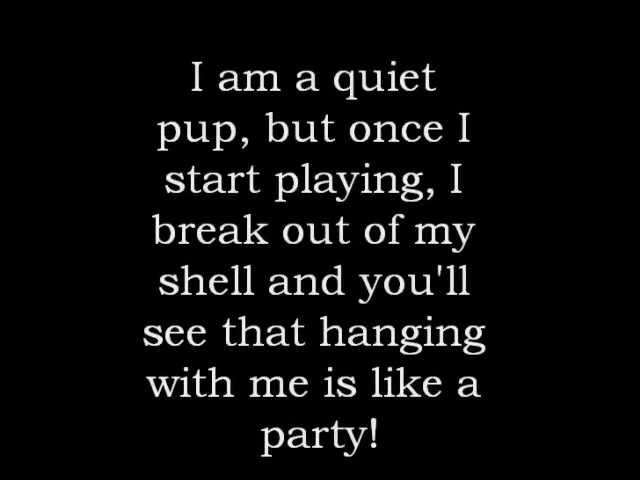 I am a quiet
pup, but once I
start playing, I
break out of my
shell and you'll
see that hanging
with me is like a
party!